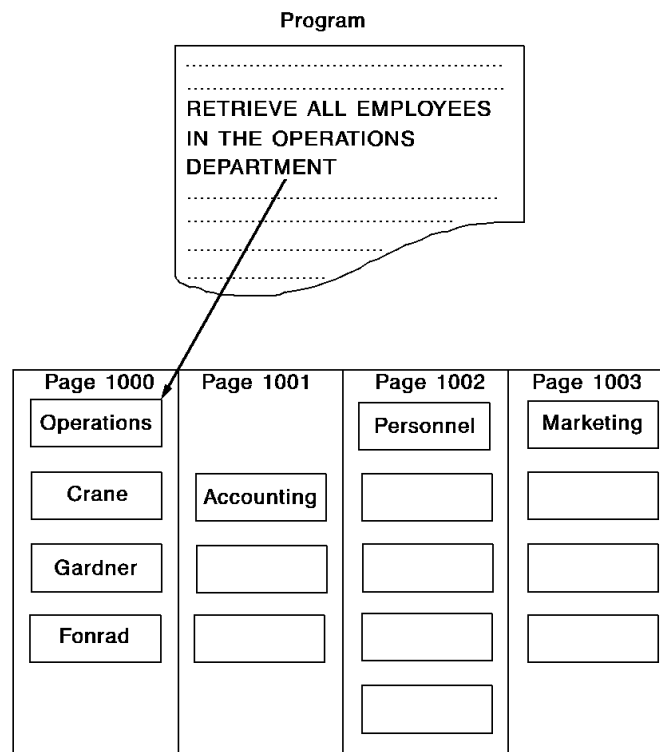 Program
RETRIEVE ALL EMPLOYEES
IN THE OPERATIONS
DEPARTMENT
Page 1000
Operations
Crane
Gardner
Fonrad
Page 1001
Accounting
Page 1002
Personnel
Page 1003
Marketing